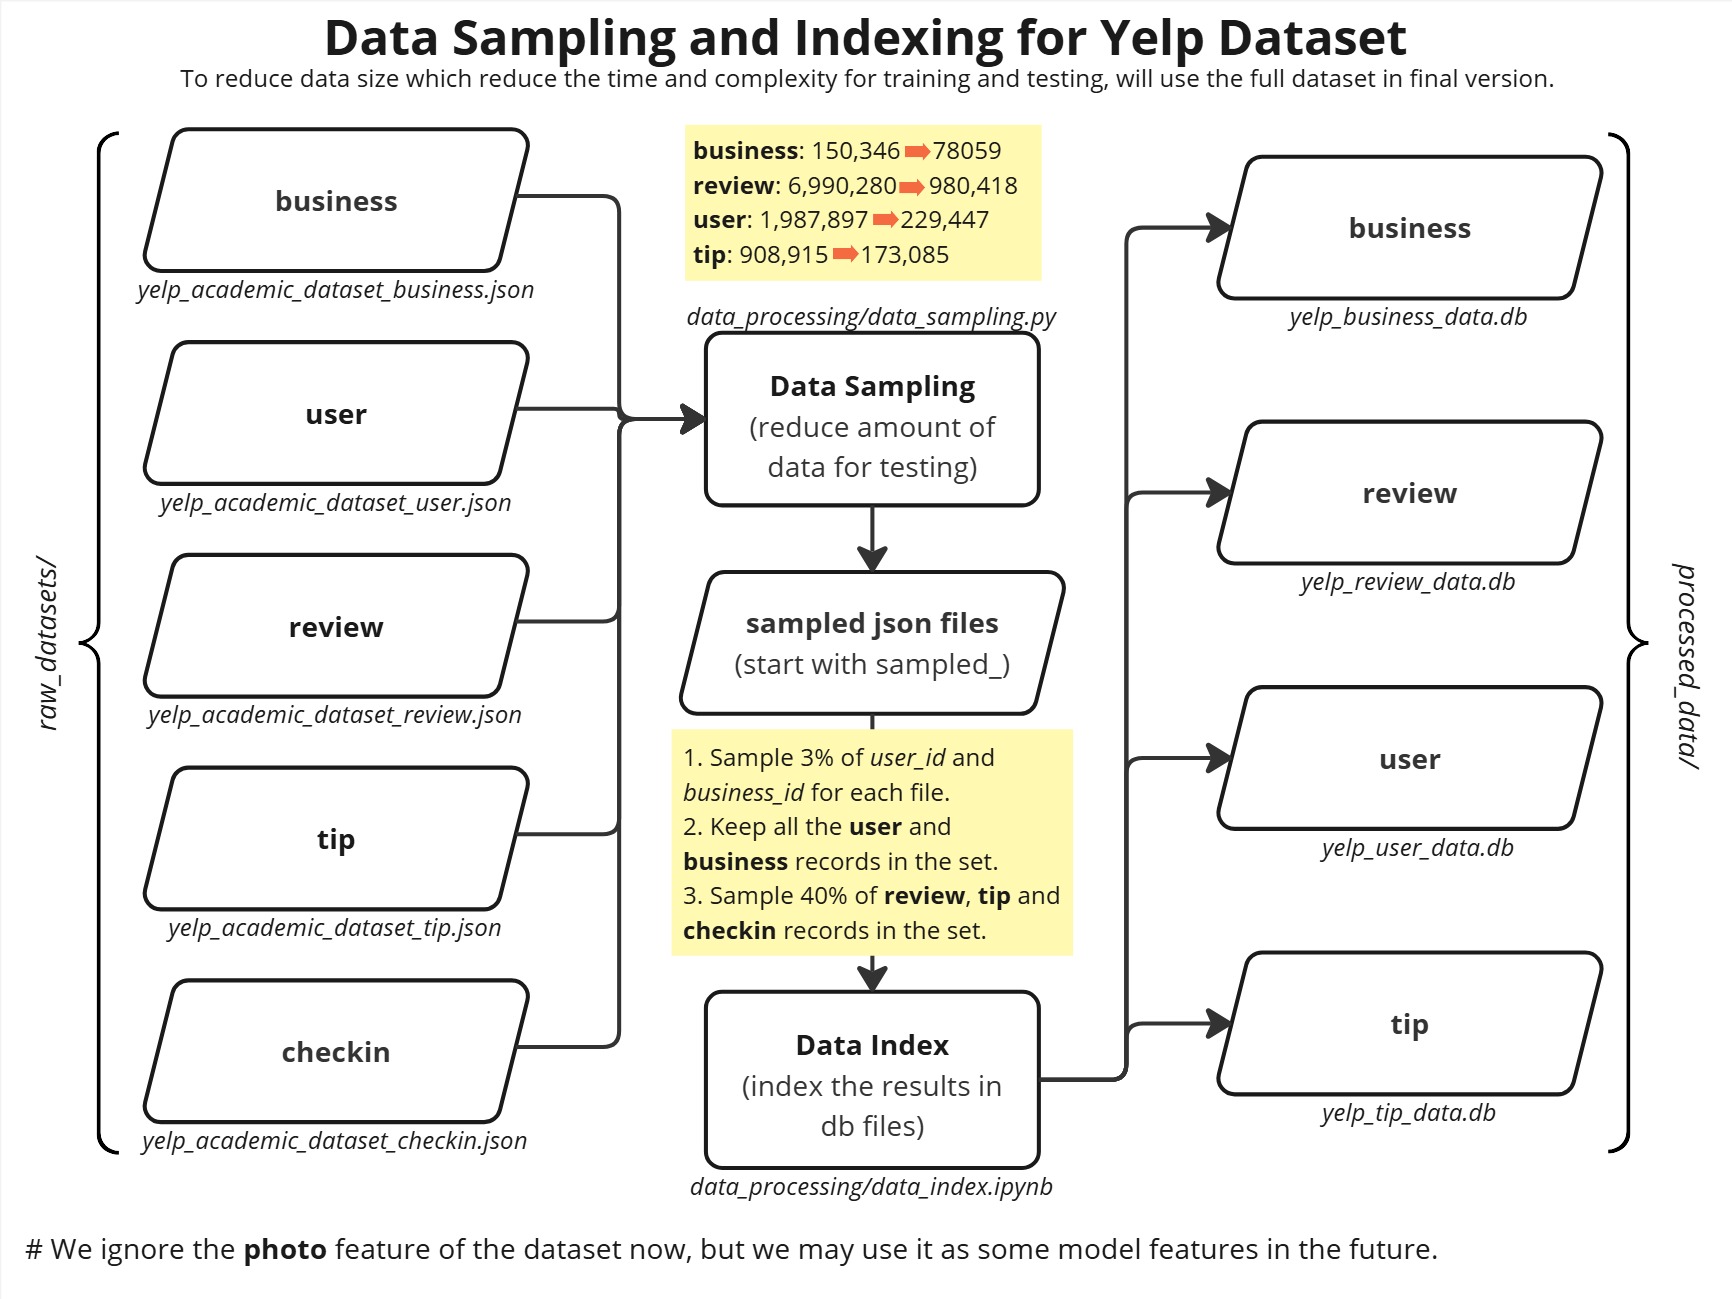 Data Sampling and Indexing for Yelp Dataset
To reduce data size which reduce the time and complexity for training and testing, will use the full dataset in final version.
raw_datasets/
business
yelp_academic_dataset_business.json
user
yelp_academic_dataset_user.json
review
yelp_academic_dataset_review.json
tip
yelp_academic_dataset_tip.json
checkin
yelp_academic_dataset_checkin.json
business: 150,346 ➡ 78059
review: 6,990,280 ➡ 980,418
user: 1,987,897 ➡ 229,447
tip: 908,915 ➡ 173,085
data_processing/data_sampling.py
Data Sampling
(reduce amount of
data for testing)
sampled json files
(start with sampled_)
1. Sample 3% of user_id and
business_id for each file.
2. Keep all the user and
business records in the set.
3. Sample 40% of review, tip and
checkin records in the set.
Data Index
(index the results in
db files)
data_processing/data_index.ipynb
business
yelp_business_data.db
review
yelp_review_data.db
user
yelp_user_data.db
tip
yelp_tip_data.db
processed_data/
# We ignore the photo feature of the dataset now, but we may use it as some model features in the future.